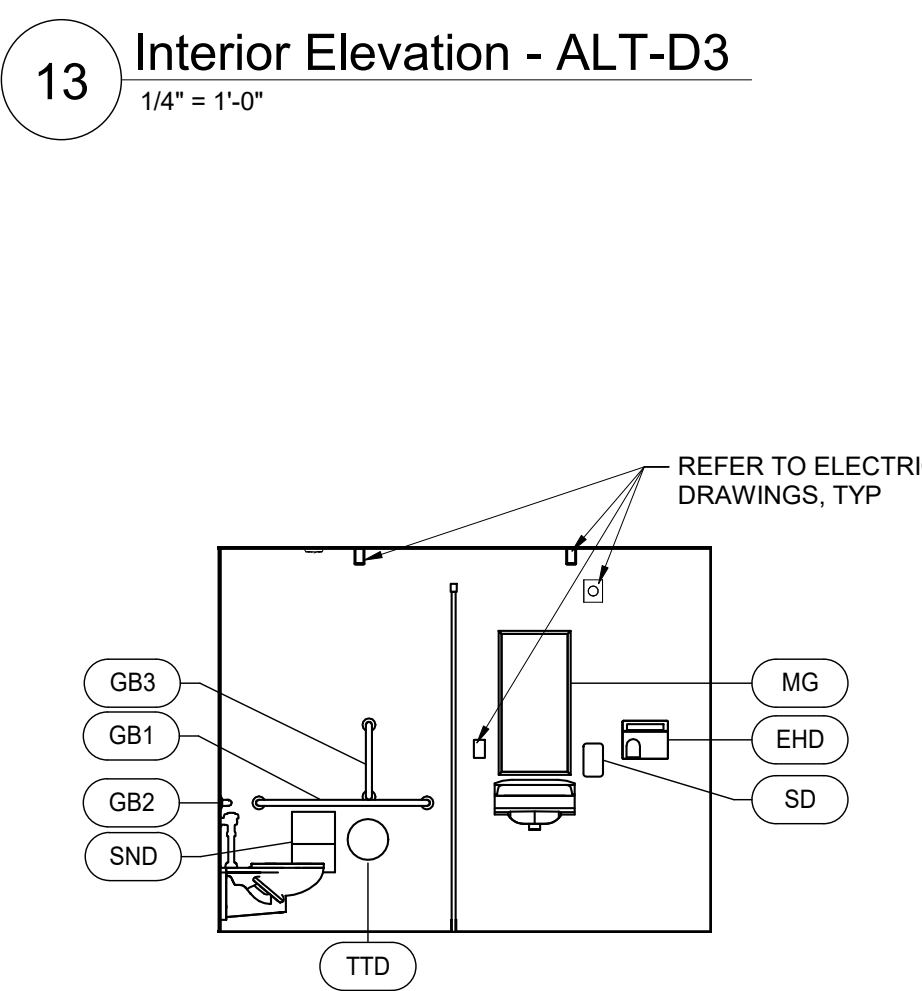 13
Interior Elevation - ALT-D3
1/4" = 1'-0"
REFER TO
DRAWINGS, TYP
GB3
GB1
GB2
SND
TTD
MG
EHD
SD